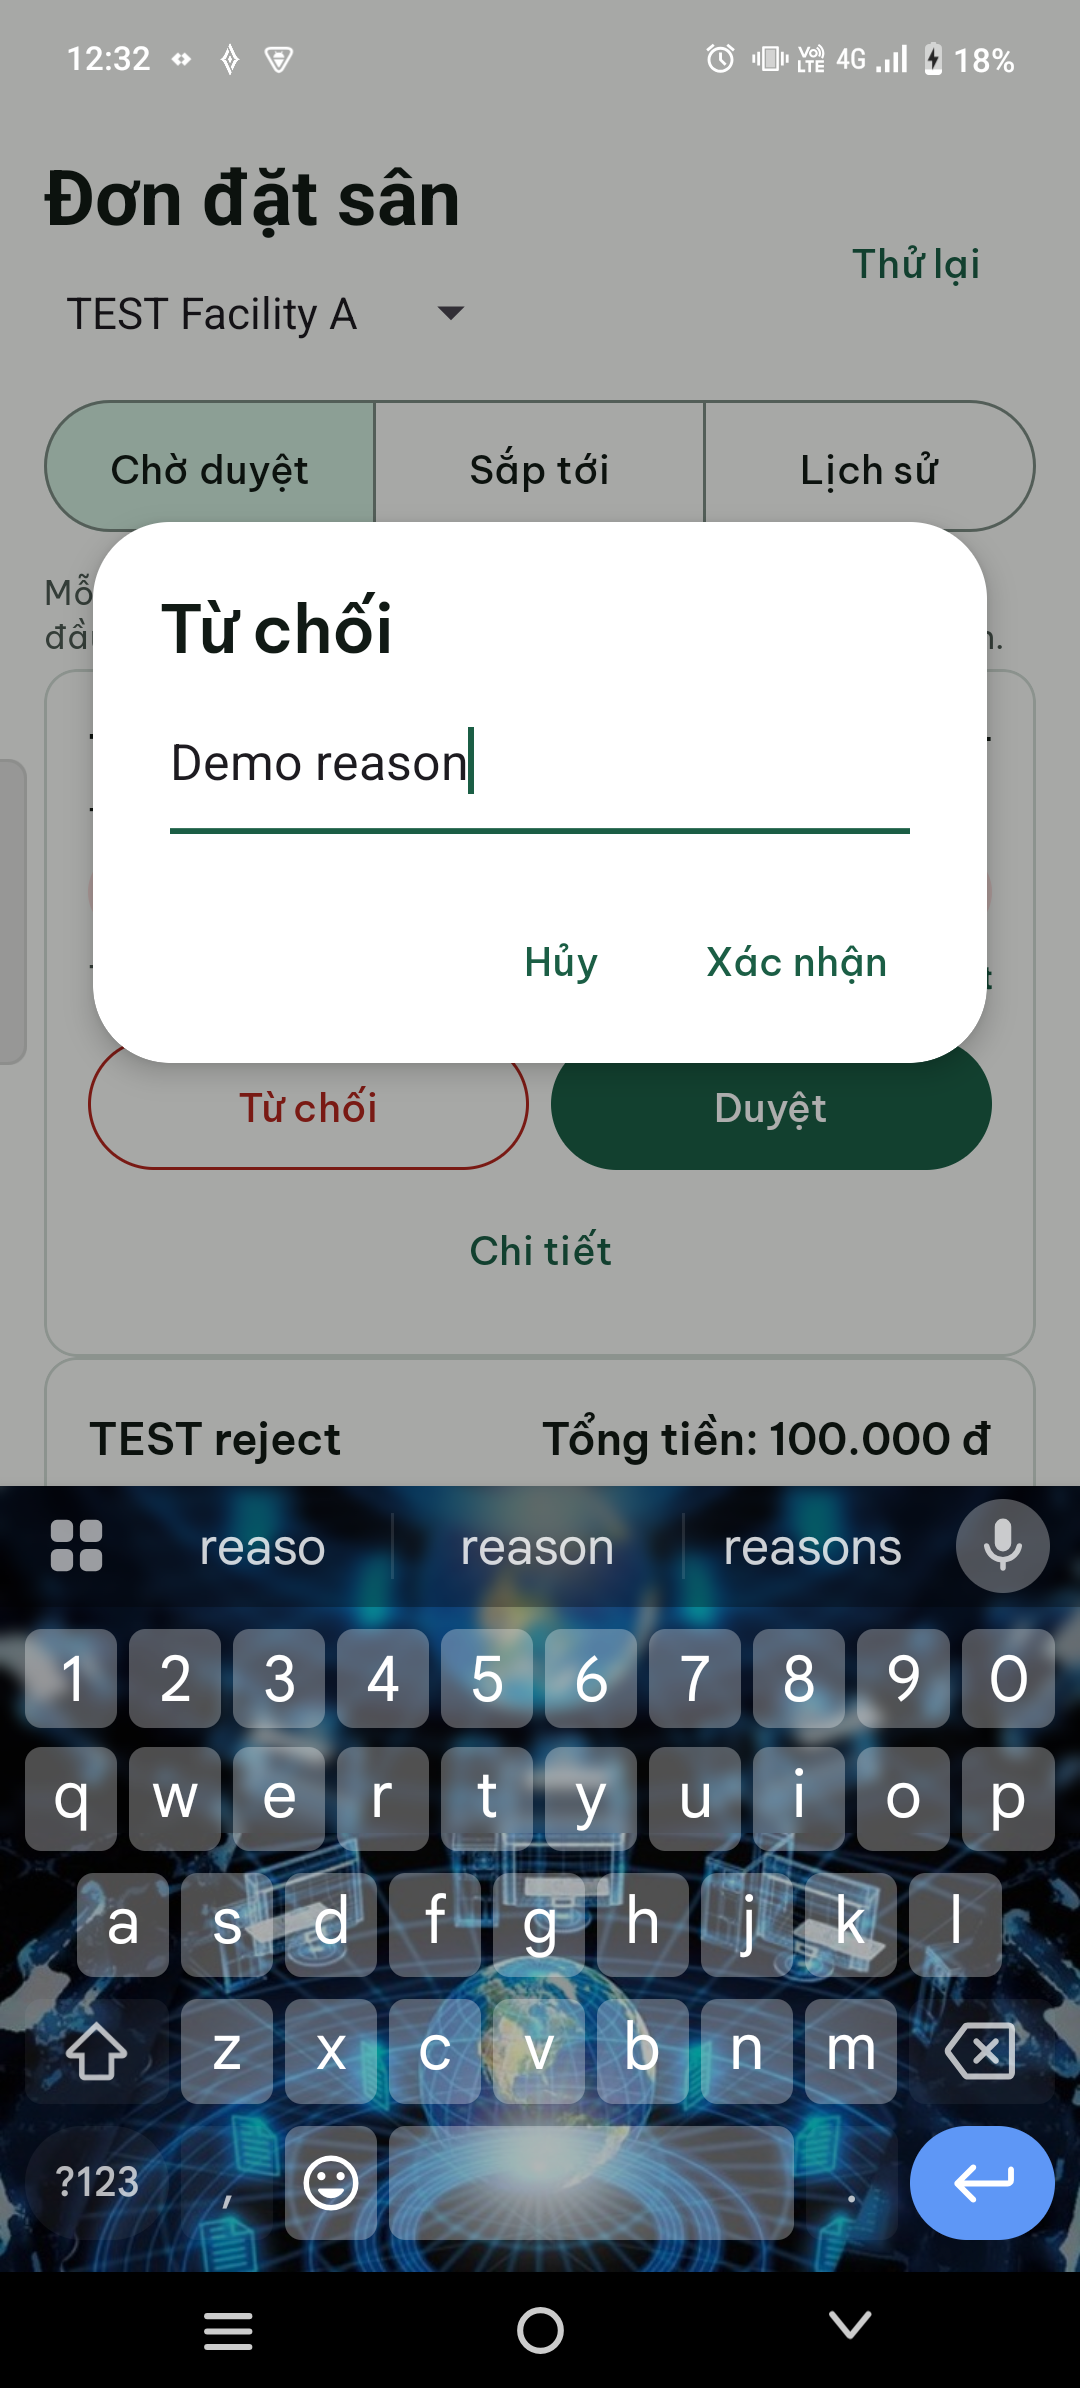 12:32 VoLTE 4G 18%
Đơn đặt sân
Thử lại
TEST Facility A
Chờ duyệt Sắp tới Lịch sử
Từ chối
Demo reason
Hủy Xác nhận
Từ chối Duyệt
Chi tiết
TEST reject Tổng tiền: 100.000 đ
reaso reason reasons
1 2 3 4 5 6 7 8 9 0
q w e r t y u i o p
a s d f g h j k l
z x c v b n m
?123 , .